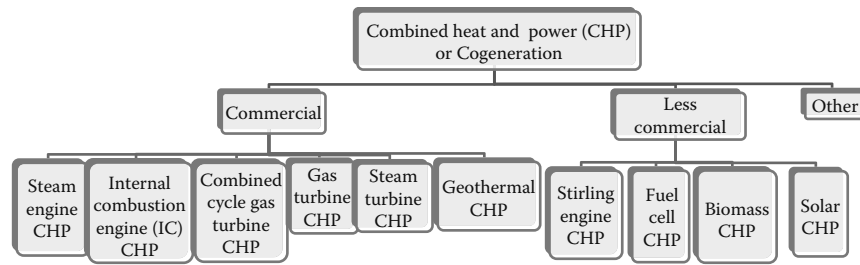 Combined heat and power (CHP)
or Cogeneration
Commercial
Less
commercial
Other
Steam
engine
CHP
Internal
combustion
engine (IC)
CHP
Combined
cycle gas
turbine
CHP
Gas
turbine
CHP
Steam
turbine
CHP
Geothermal
CHP
Stirling
engine
CHP
Fuel
cell
CHP
Biomass
CHP
Solar
CHP